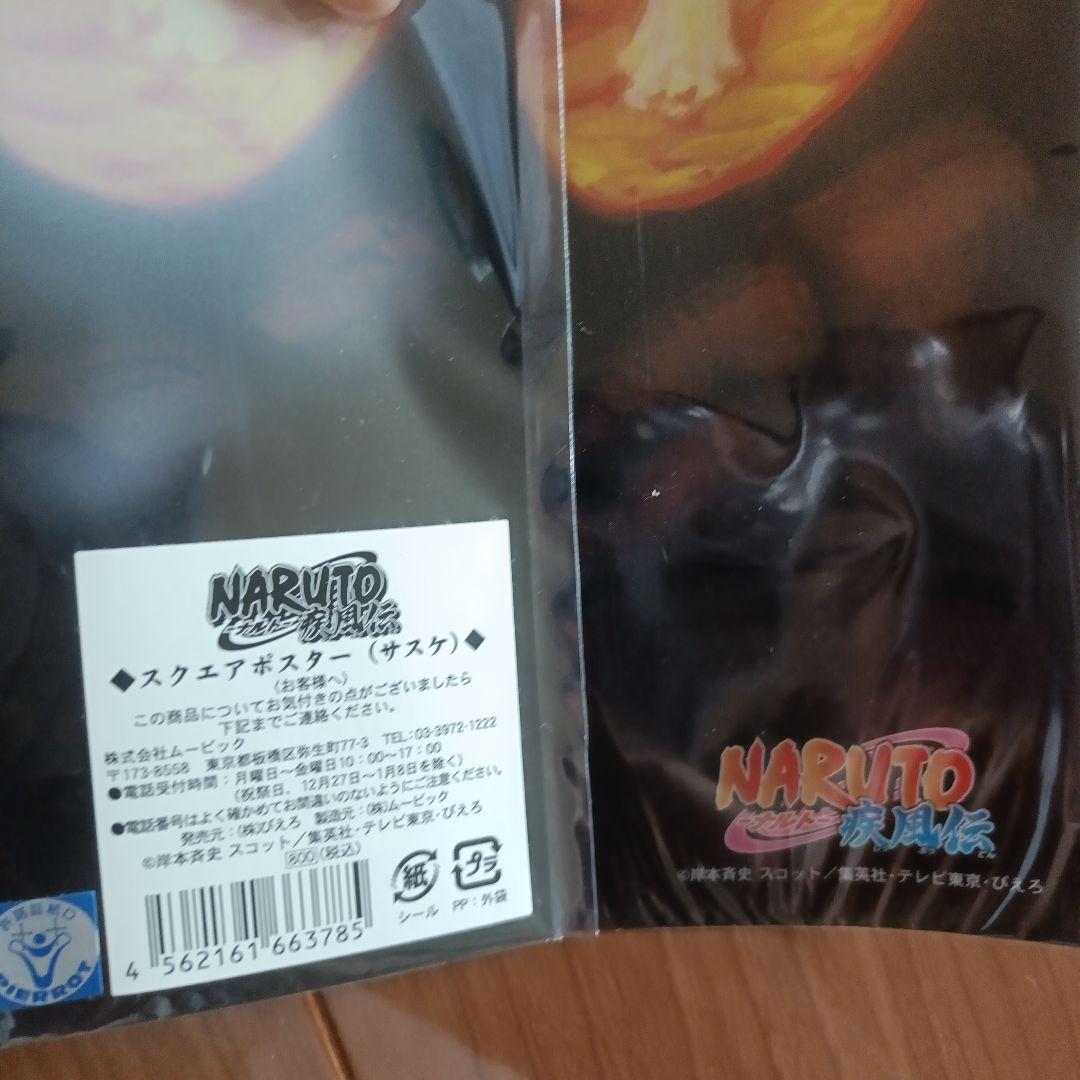 NARUTO
ーナルトー 疾風伝
◆スクエアポスター(サスケ)◆
(お客様へ)
この商品についてお気付きの点がございましたら
下記までご連絡ください。
株式会社ムービック
〒173-8558 東京都板橋区弥生町77-3 TEL:03-3972-1222
●電話受付時間:月曜日~金曜日10:00~17:00
(祝祭日、12月27日~1月8日を除く)
●電話番号はよく確かめてお間違いのないようにご注意ください。
発売元:(株)ぴえろ 製造元:(株)ムービック
©岸本斉史 スコット/集英社・テレビ東京・ぴえろ
800(税込)
紙
シール
プラ
PP:外袋
4 562161 663785
PIERROT
NARUTO
ーナルトー 疾風伝
©岸本斉史 スコット/集英社・テレビ東京・ぴえろ